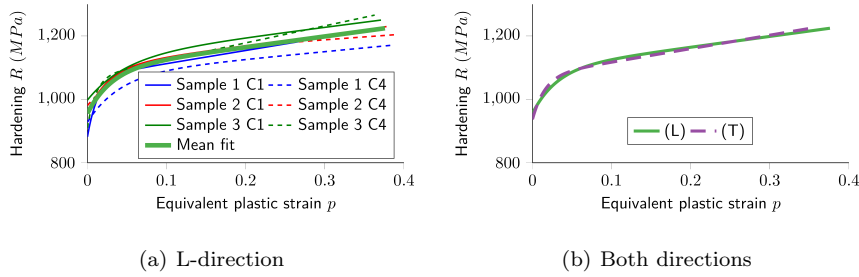 1,200
1,000
800
Hardening R (MPa)
Sample 1 C1 Sample 1 C4
Sample 2 C1 Sample 2 C4
Sample 3 C1 Sample 3 C4
Mean fit
0 0.1 0.2 0.3 0.4
Equivalent plastic strain p
(a) L-direction
1,200
1,000
800
Hardening R (MPa)
(L) (T)
0 0.1 0.2 0.3 0.4
Equivalent plastic strain p
(b) Both directions